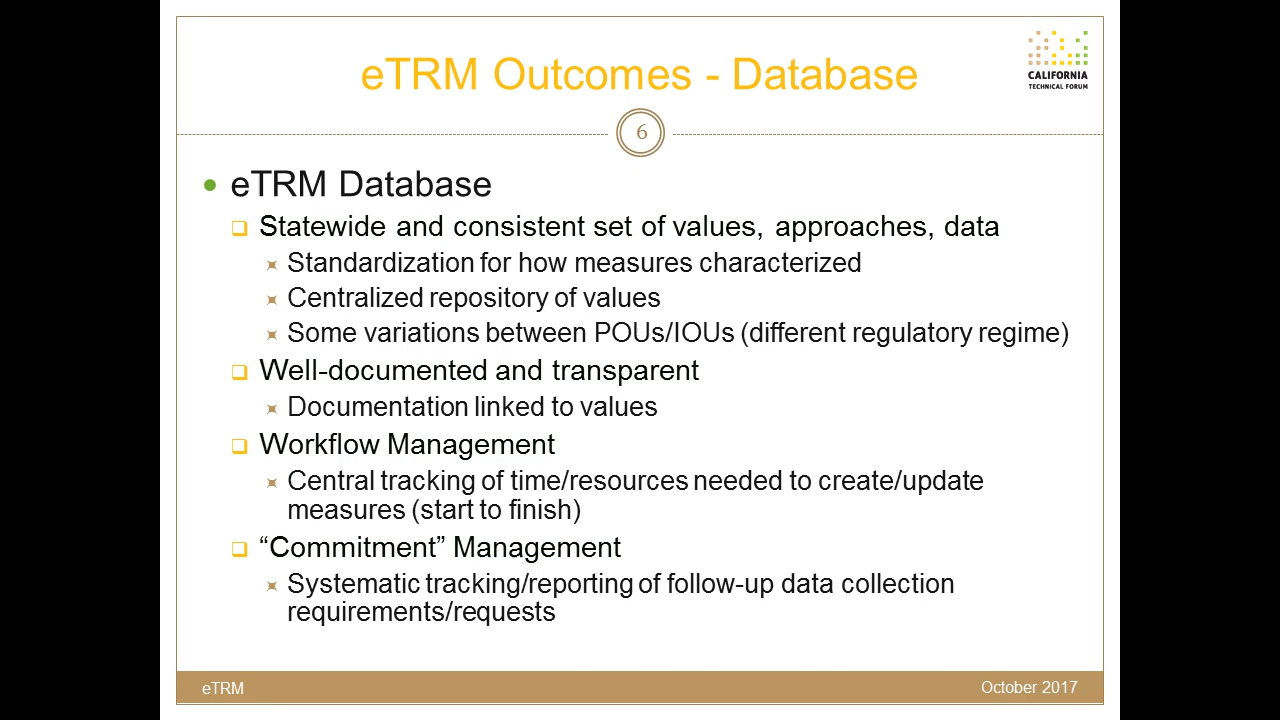 eTRM Outcomes - Database
CALIFORNIA
TECHNICAL FORUM
6
eTRM Database
Statewide and consistent set of values, approaches, data
Standardization for how measures characterized
Centralized repository of values
Some variations between POUs/IOUs (different regulatory regime)
Well-documented and transparent
Documentation linked to values
Workflow Management
Central tracking of time/resources needed to create/update
measures (start to finish)
“Commitment” Management
Systematic tracking/reporting of follow-up data collection
requirements/requests
eTRM
October 2017